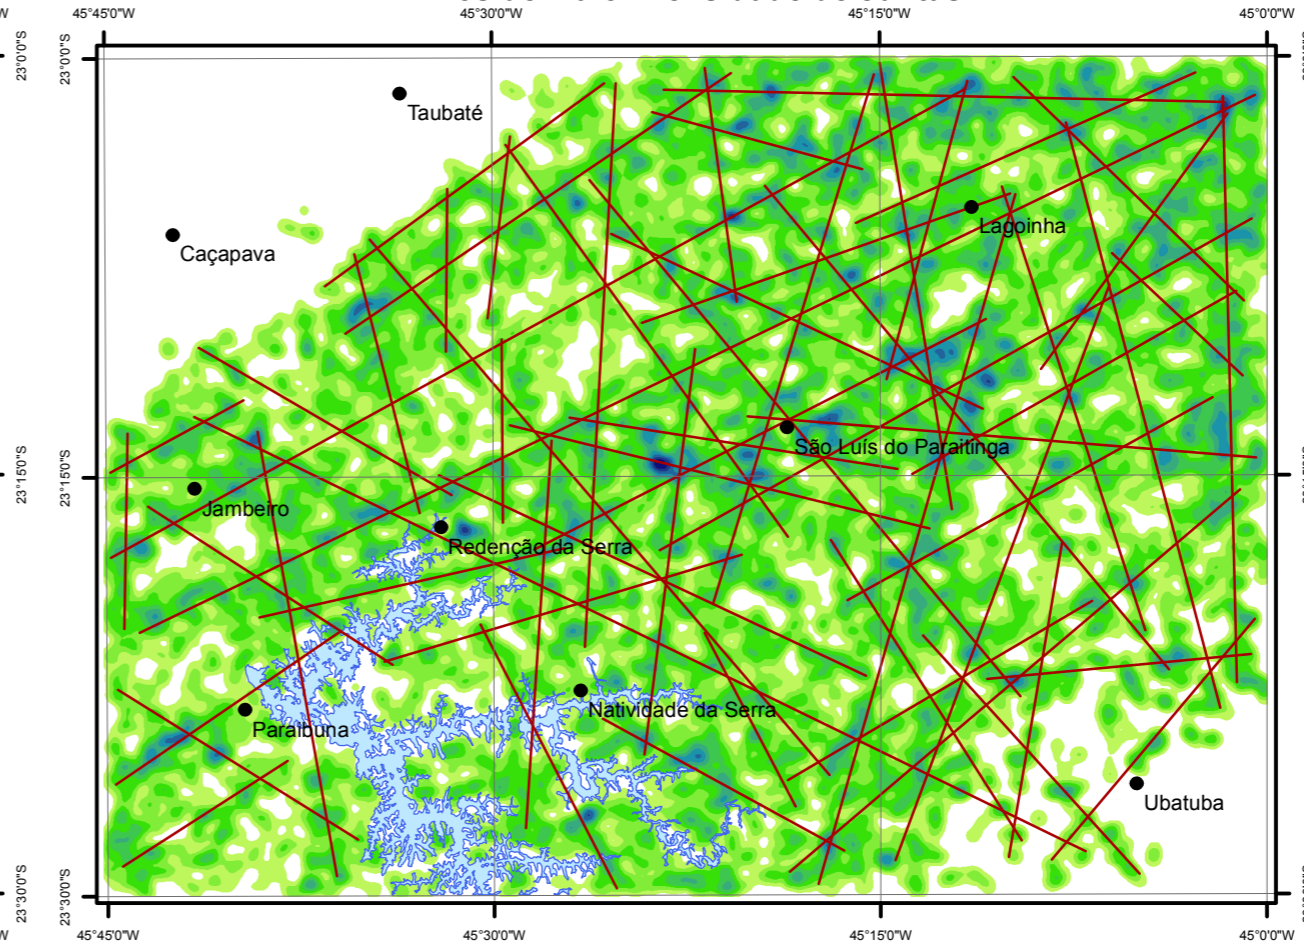 45°45'0"W 45°30'0"W 45°15'0"W 45°0'0"W
23°0'0"S
Taubaté
Lagoinha
Caçapava
São Luís do Paraitinga
23°15'0"S
Jambeiro
Redenção da Serra
Natividade da Serra
Paraibuna
Ubatuba
23°30'0"S
45°45'0"W 45°30'0"W 45°15'0"W 45°0'0"W